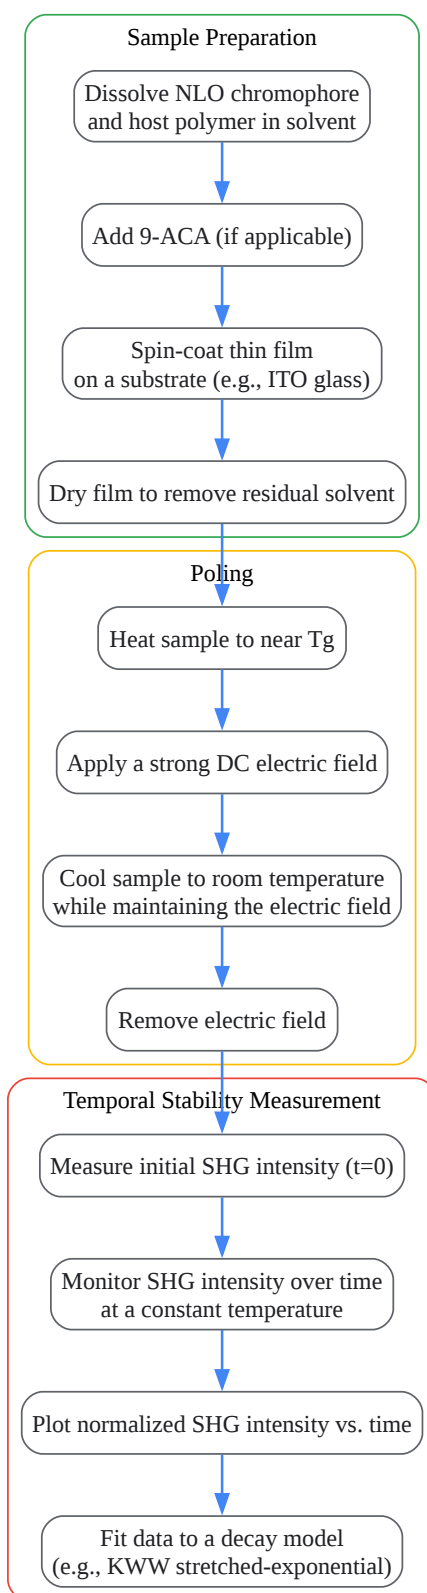 Sample Preparation
Dissolve NLO chromophore
and host polymer in solvent
Add 9-ACA (if applicable)
Spin-coat thin film
on a substrate (e.g., ITO glass)
Dry film to remove residual solvent
Poling
Heat sample to near Tg
Apply a strong DC electric field
Cool sample to room temperature
while maintaining the electric field
Remove electric field
Temporal Stability Measurement
Measure initial SHG intensity (t=0)
Monitor SHG intensity over time
at a constant temperature
Plot normalized SHG intensity vs. time
Fit data to a decay model
(e.g., KWW stretched-exponential)